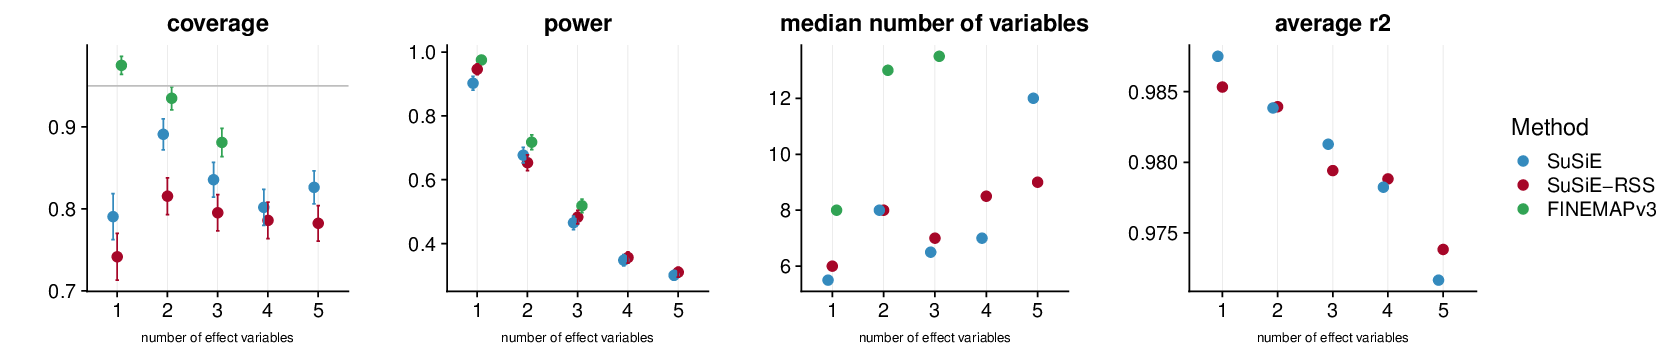 coverage
0.9
0.8
0.7
1 2 3 4 5
number of effect variables
power
1.0
0.8
0.6
0.4
1 2 3 4 5
number of effect variables
median number of variables
12
10
8
6
1 2 3 4 5
number of effect variables
average r2
0.985
0.980
0.975
1 2 3 4 5
number of effect variables
Method
SuSiE
SuSiE−RSS
FINEMAPv3